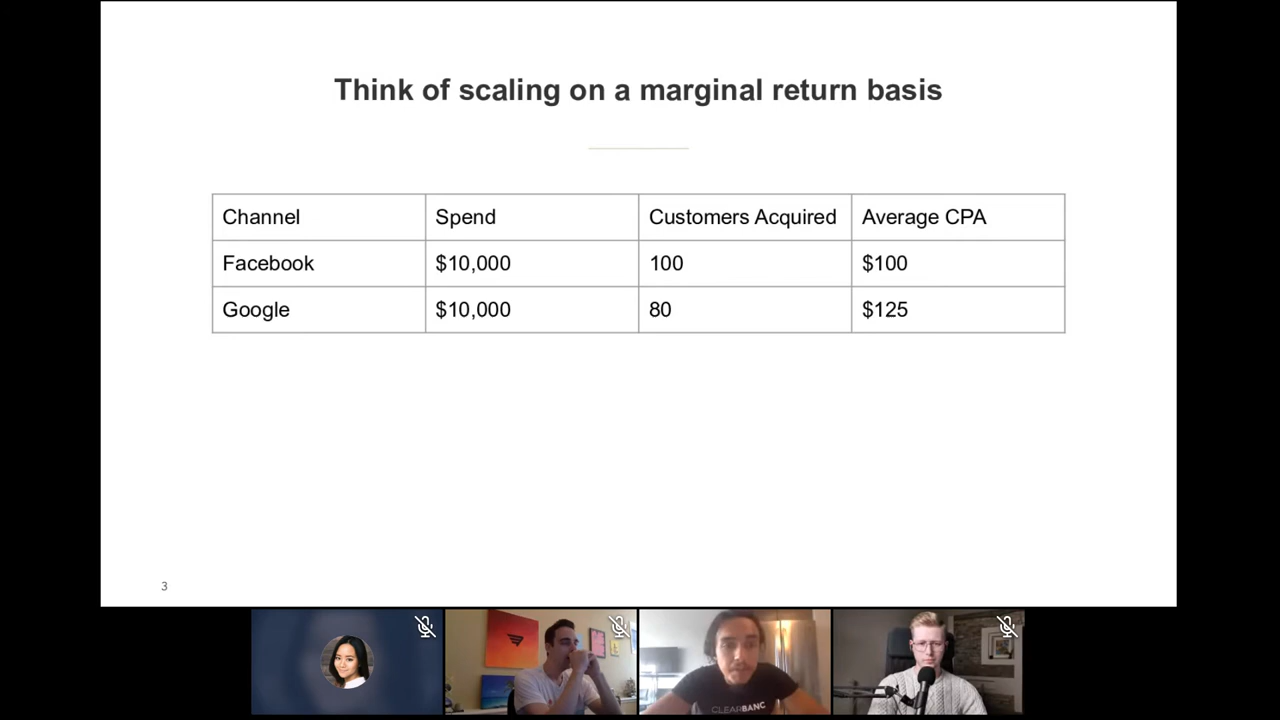 Think of scaling on a marginal return basis
Channel Spend Customers Acquired Average CPA
Facebook $10,000 100 $100
Google $10,000 80 $125
3
CLEARBANC